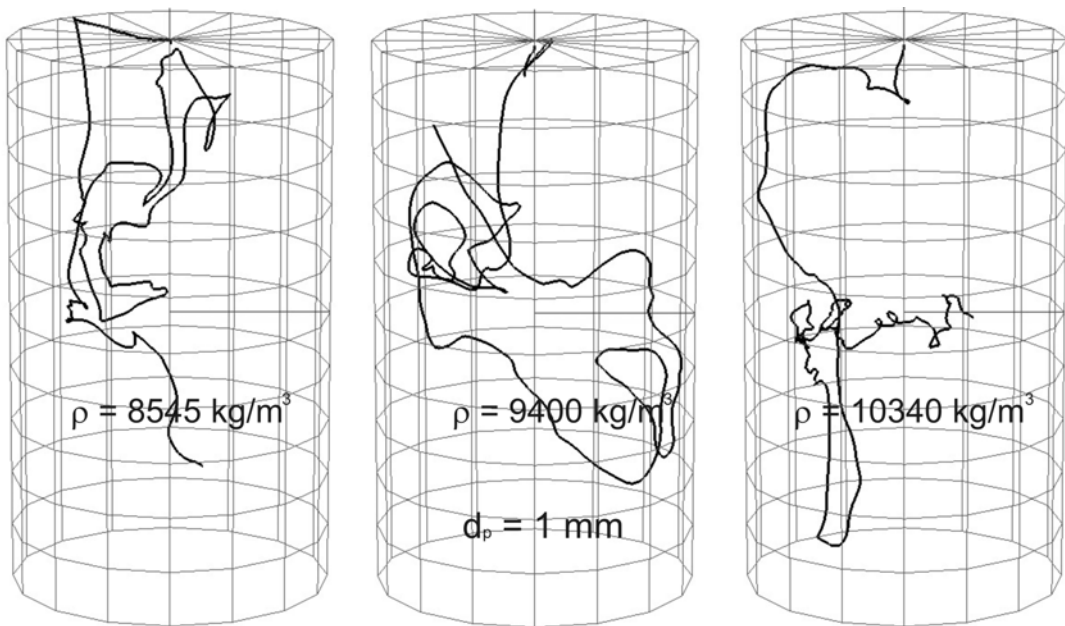 ρ = 8545 kg/m³
ρ = 9400 kg/m³
ρ = 10340 kg/m³
dₚ = 1 mm